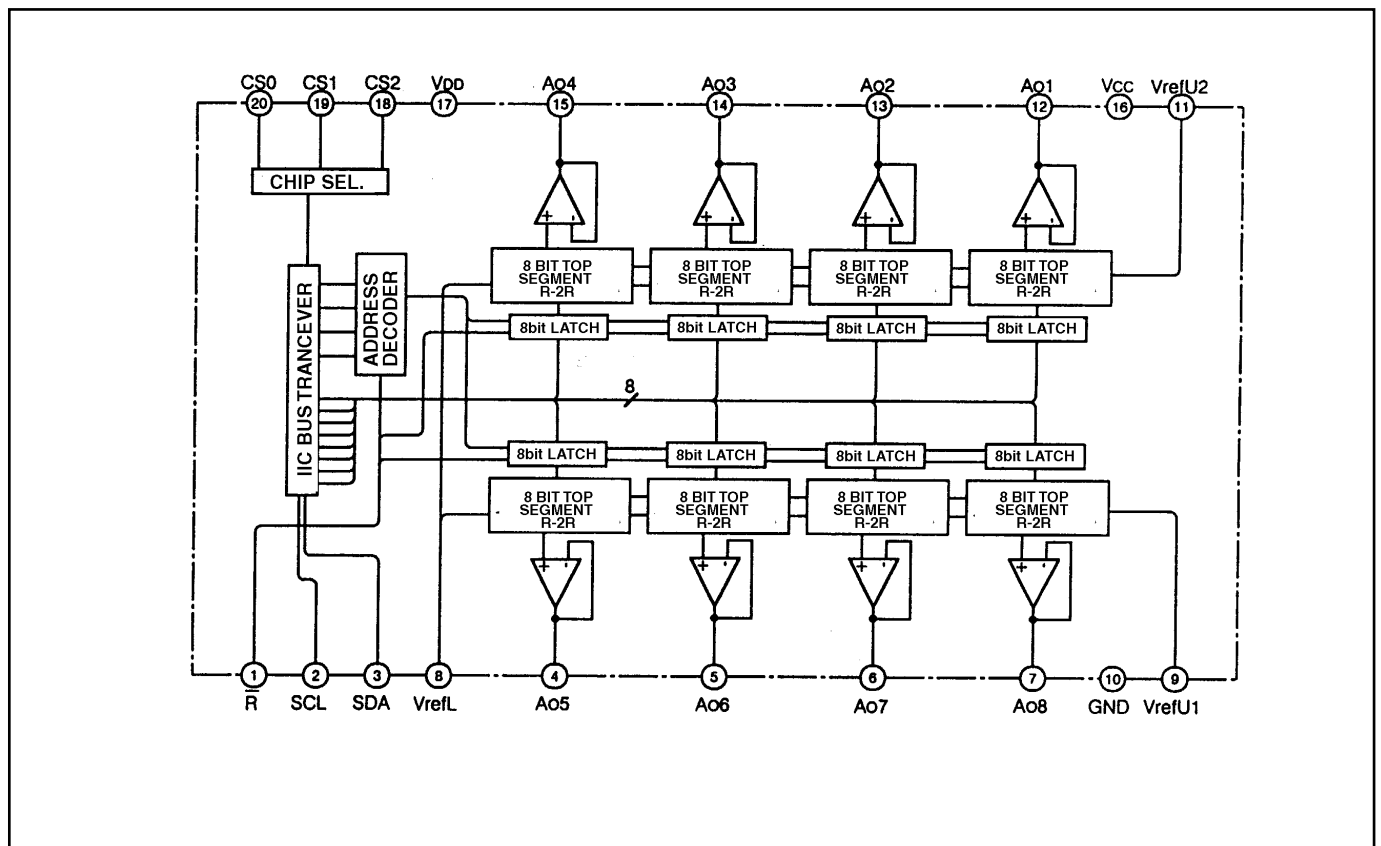 CS0 CS1 CS2 VDD Ao4 Ao3 Ao2 Ao1 Vcc VrefU2
20 19 18 17 15 14 13 12 16 11
CHIP SEL.
+ - + - + - + -
IIC BUS TRANCEVER
ADDRESS
DECODER
8 BIT TOP
SEGMENT
R-2R
8 BIT TOP
SEGMENT
R-2R
8 BIT TOP
SEGMENT
R-2R
8 BIT TOP
SEGMENT
R-2R
8bit LATCH 8bit LATCH 8bit LATCH 8bit LATCH
8
8bit LATCH 8bit LATCH 8bit LATCH 8bit LATCH
8 BIT TOP
SEGMENT
R-2R
8 BIT TOP
SEGMENT
R-2R
8 BIT TOP
SEGMENT
R-2R
8 BIT TOP
SEGMENT
R-2R
+ - + - + - + -
1 2 3 8 4 5 6 7 10 9
R̅ SCL SDA VrefL Ao5 Ao6 Ao7 Ao8 GND VrefU1